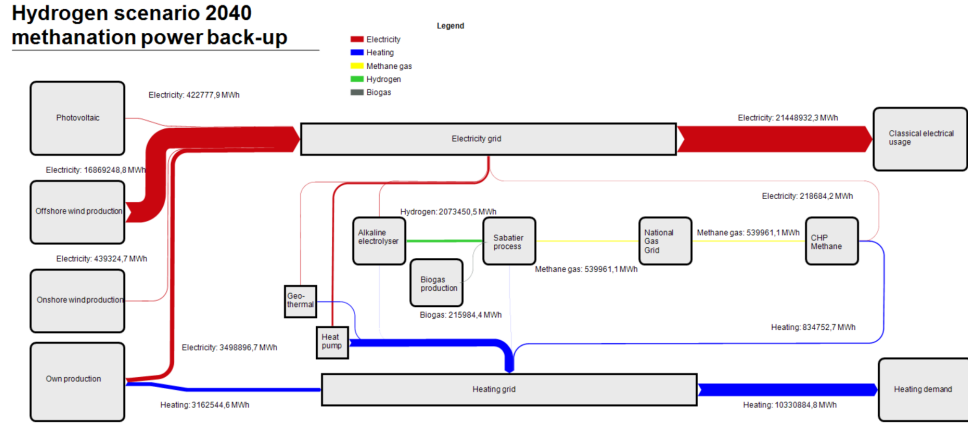 Hydrogen scenario 2040
methanation power back-up
Legend
Electricity
Heating
Methane gas
Hydrogen
Biogas
Photovoltaic
Electricity: 422777,9 MWh
Electricity grid
Electricity: 21448932,3 MWh
Classical electrical
usage
Electricity: 16869248,8 MWh
Offshore wind production
Electricity: 218684,2 MWh
Hydrogen: 2073450,5 MWh
Alkaline
electrolyser
Sabatier
process
National
Gas
Grid
Methane gas: 539961,1 MWh
CHP
Methane
Electricity: 439324,7 MWh
Methane gas: 539961,1 MWh
Biogas
production
Onshore wind production
Geo-
thermal
Biogas: 215984,4 MWh
Heating: 834752,7 MWh
Heat
pump
Electricity: 3498896,7 MWh
Own production
Heating grid
Heating demand
Heating: 3162544,6 MWh
Heating: 10330884,8 MWh